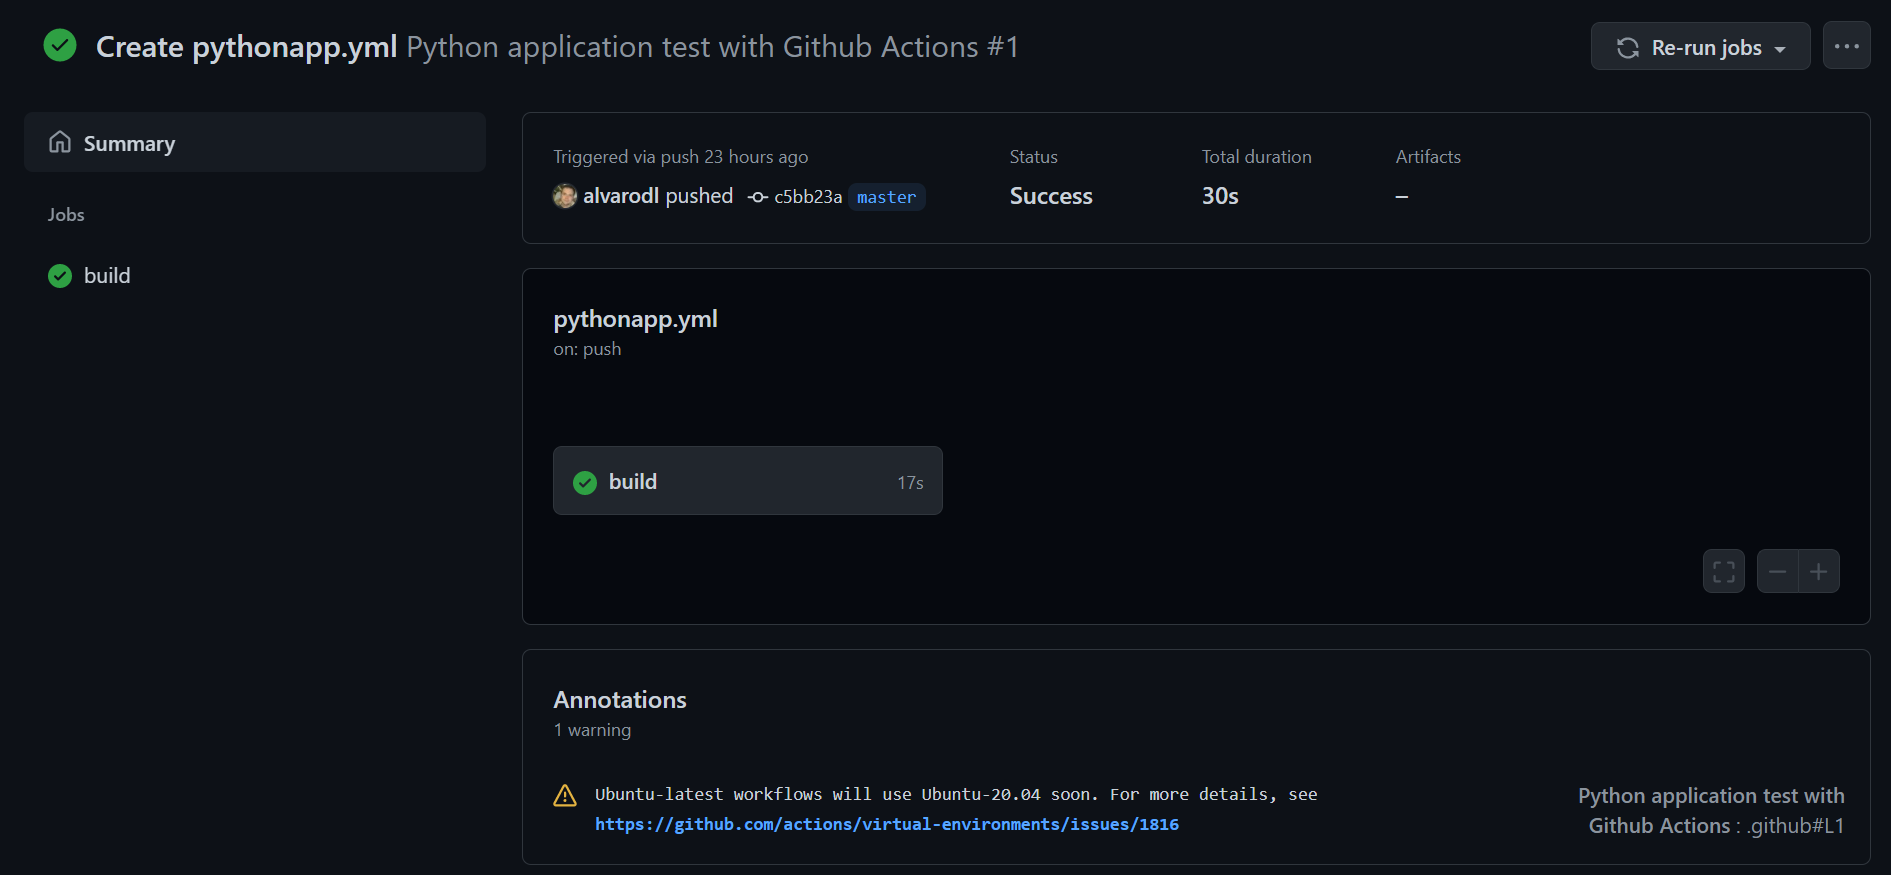 Create pythonapp.yml Python application test with Github Actions #1
Re-run jobs
Summary
Jobs
build
Triggered via push 23 hours ago
alvarodl pushed c5bb23a master
Status
Success
Total duration
30s
Artifacts
–
pythonapp.yml
on: push
build 17s
Annotations
1 warning
Ubuntu-latest workflows will use Ubuntu-20.04 soon. For more details, see
https://github.com/actions/virtual-environments/issues/1816
Python application test with
Github Actions : .github#L1